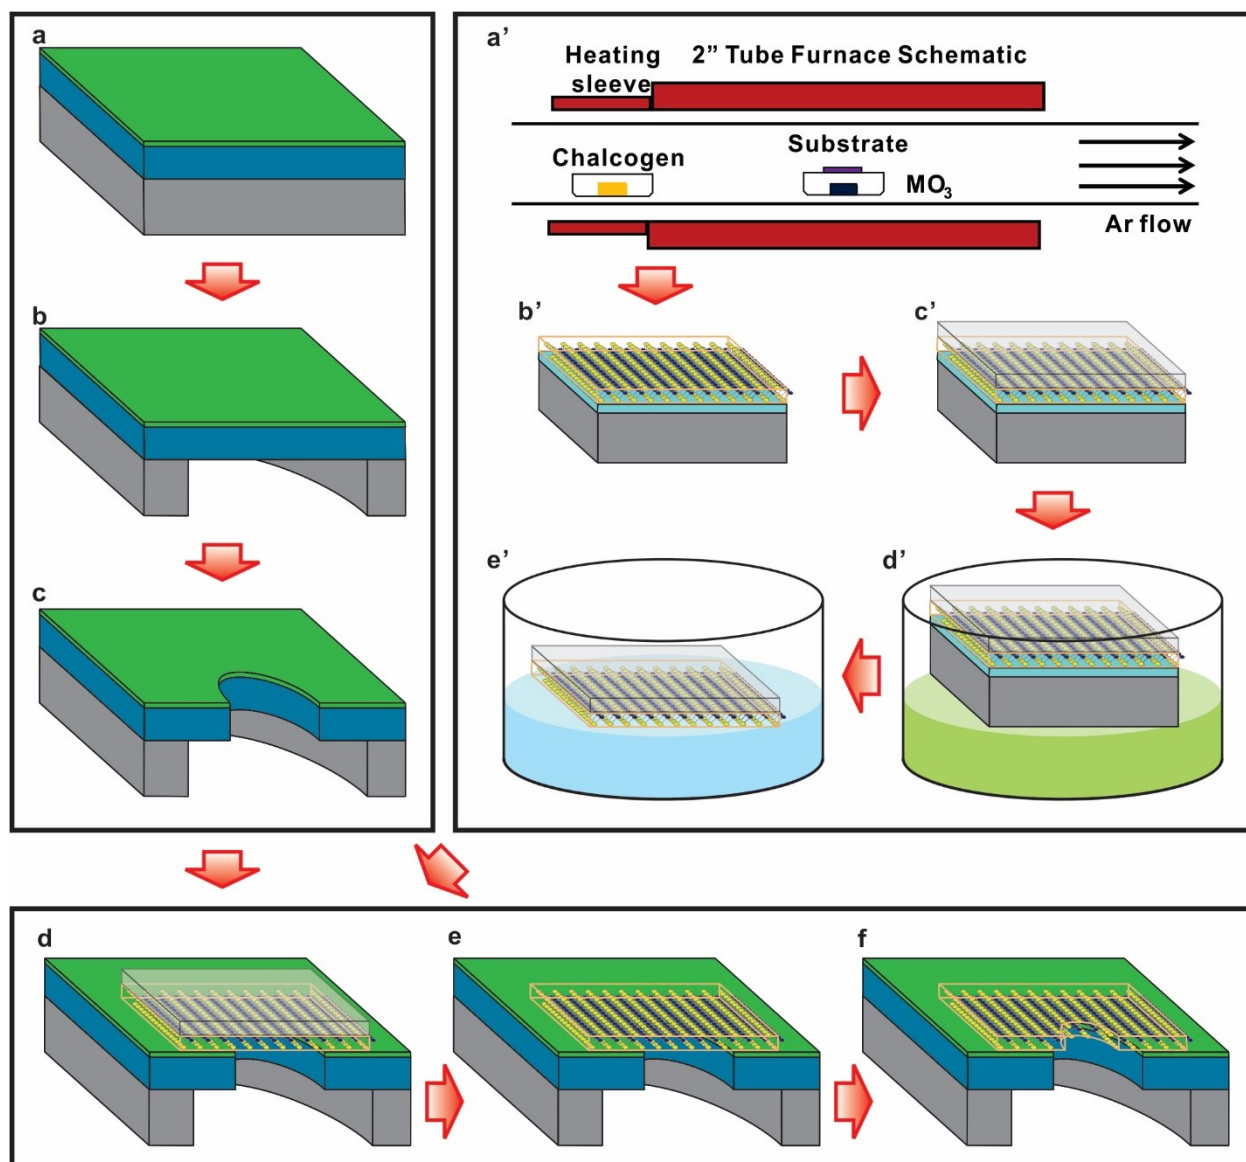 a
b
c
a’
Heating
sleeve
2” Tube Furnace Schematic
Chalcogen
Substrate
MO3
Ar flow
b’
c’
e’
d’
d
e
f